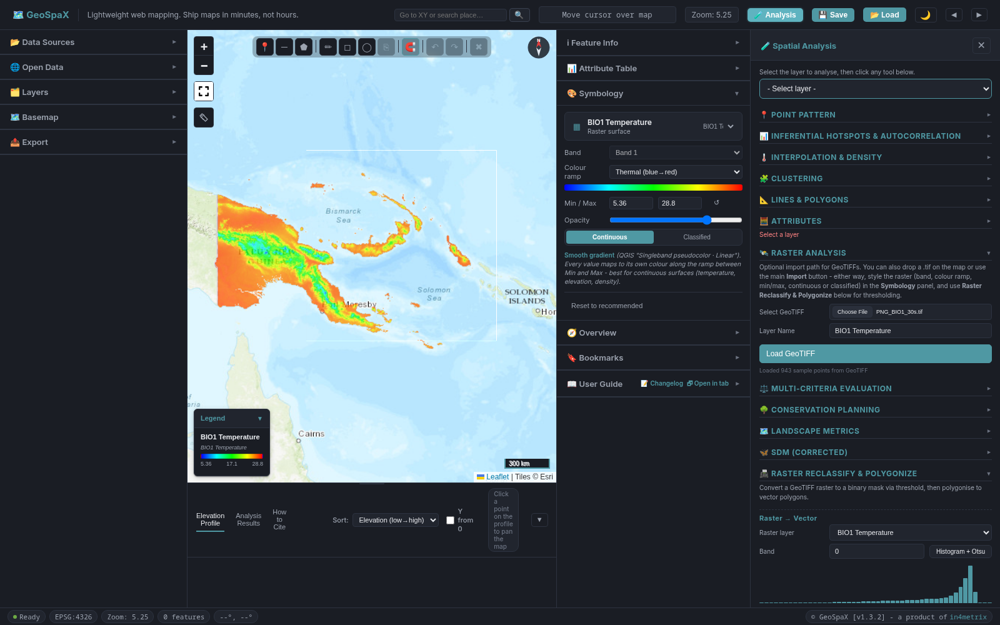 GeoSpaX
Lightweight web mapping. Ship maps in minutes, not hours.
Go to XY or search place…
Move cursor over map
Zoom: 5.25
Analysis
Save
Load
Data Sources
Open Data
Layers
Basemap
Export
N
Bismarck
Sea
PAPUA NEW
GUINEA
Solomon
Sea
SOLOMON
ISLANDS
Port Moresby
Hon
of
aria
Cairns
Legend
BIO1 Temperature
BIO1 Temperature
5.36 17.1 28.8
300 km
Leaflet | Tiles © Esri
Elevation
Profile
Analysis
Results
How
to
Cite
Sort:
Elevation (low→high)
Y
from
0
Click
a
point
on the
profile
to pan
the
map
i Feature Info
Attribute Table
Symbology
BIO1 Temperature
Raster surface
BIO1 Te
Band
Band 1
Colour
ramp
Thermal (blue→red)
Min / Max
5.36
28.8
Opacity
Continuous
Classified
Smooth gradient (QGIS "Singleband pseudocolor · Linear").
Every value maps to its own colour along the ramp between
Min and Max - best for continuous surfaces (temperature,
elevation, density).
Reset to recommended
Overview
Bookmarks
User Guide
Changelog
Open in tab
Spatial Analysis
Select the layer to analyse, then click any tool below.
- Select layer -
POINT PATTERN
INFERENTIAL HOTSPOTS & AUTOCORRELATION
INTERPOLATION & DENSITY
CLUSTERING
LINES & POLYGONS
ATTRIBUTES
Select a layer
RASTER ANALYSIS
Optional import path for GeoTIFFs. You can also drop a .tif on the map or use
the main Import button - either way, style the raster (band, colour ramp,
min/max, continuous or classified) in the Symbology panel, and use Raster
Reclassify & Polygonize below for thresholding.
Select GeoTIFF
Choose File PNG_BIO1_30s.tif
Layer Name
BIO1 Temperature
Load GeoTIFF
Loaded 943 sample points from GeoTIFF
MULTI-CRITERIA EVALUATION
CONSERVATION PLANNING
LANDSCAPE METRICS
SDM (CORRECTED)
RASTER RECLASSIFY & POLYGONIZE
Convert a GeoTIFF raster to a binary mask via threshold, then polygonise to
vector polygons.
Raster → Vector
Raster layer
BIO1 Temperature
Band
0
Histogram + Otsu
Ready
EPSG:4326
Zoom: 5.25
0 features
--°, --°
© GeoSpaX [v1.3.2] - a product of in4metrix